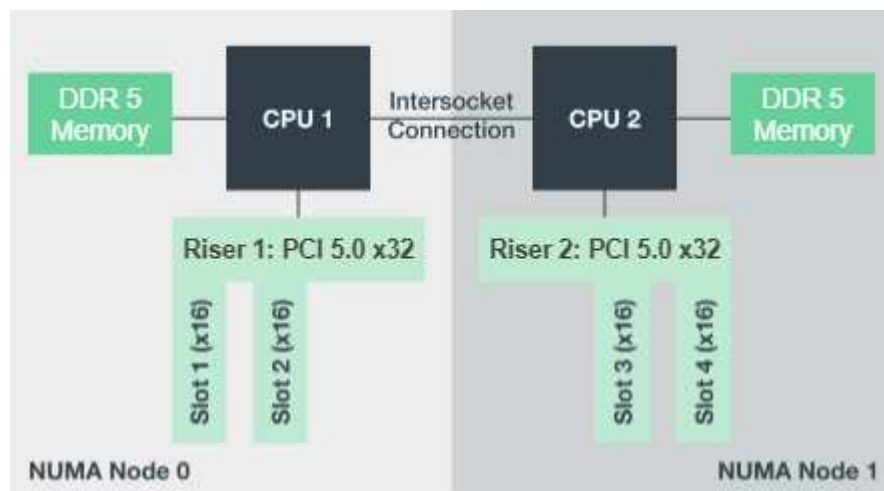 DDR 5
Memory
CPU 1
Intersocket
Connection
CPU 2
DDR 5
Memory
Riser 1: PCI 5.0 x32
Riser 2: PCI 5.0 x32
Slot 1 (x16)
Slot 2 (x16)
Slot 3 (x16)
Slot 4 (x16)
NUMA Node 0
NUMA Node 1